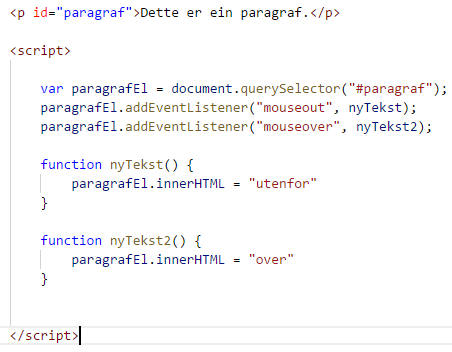 <p id="paragraf">Dette er ein paragraf.</p>
<script>
var paragrafEl = document.querySelector("#paragraf");
paragrafEl.addEventListener("mouseout", nyTekst);
paragrafEl.addEventListener("mouseover", nyTekst2);
function nyTekst() {
paragrafEl.innerHTML = "utenfor"
}
function nyTekst2() {
paragrafEl.innerHTML = "over"
}
</script>